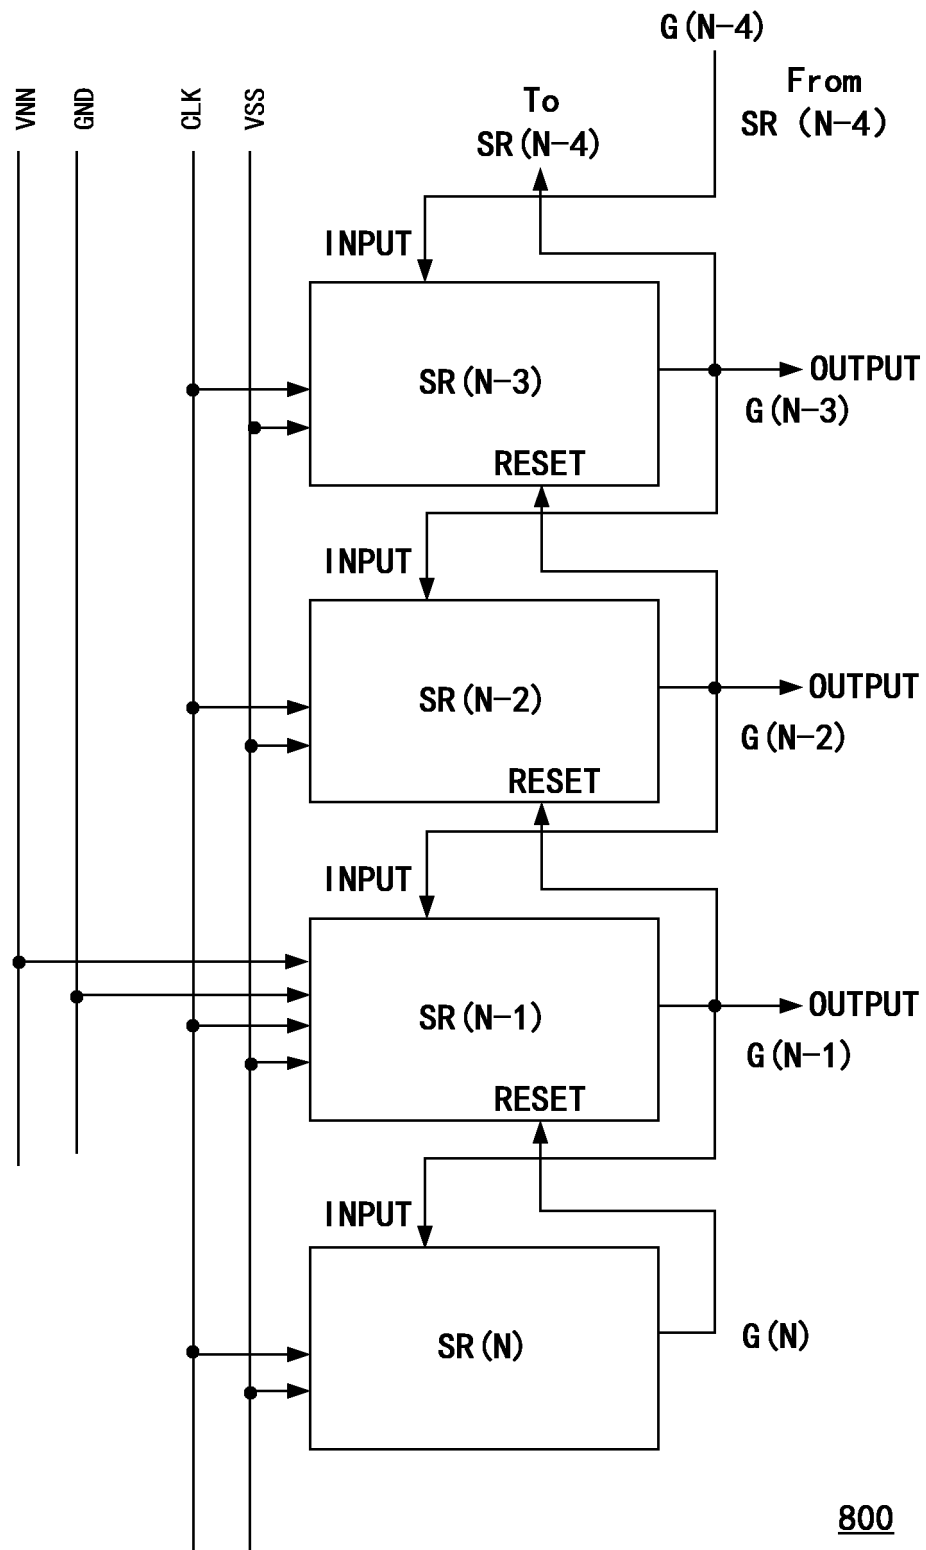 G(N-4)
From
SR (N-4)
To
SR(N-4)
VNN
GND
CLK
VSS
INPUT
SR(N-3)
OUTPUT
G(N-3)
RESET
INPUT
SR(N-2)
OUTPUT
G(N-2)
RESET
INPUT
SR(N-1)
OUTPUT
G(N-1)
RESET
INPUT
SR(N)
G(N)
800